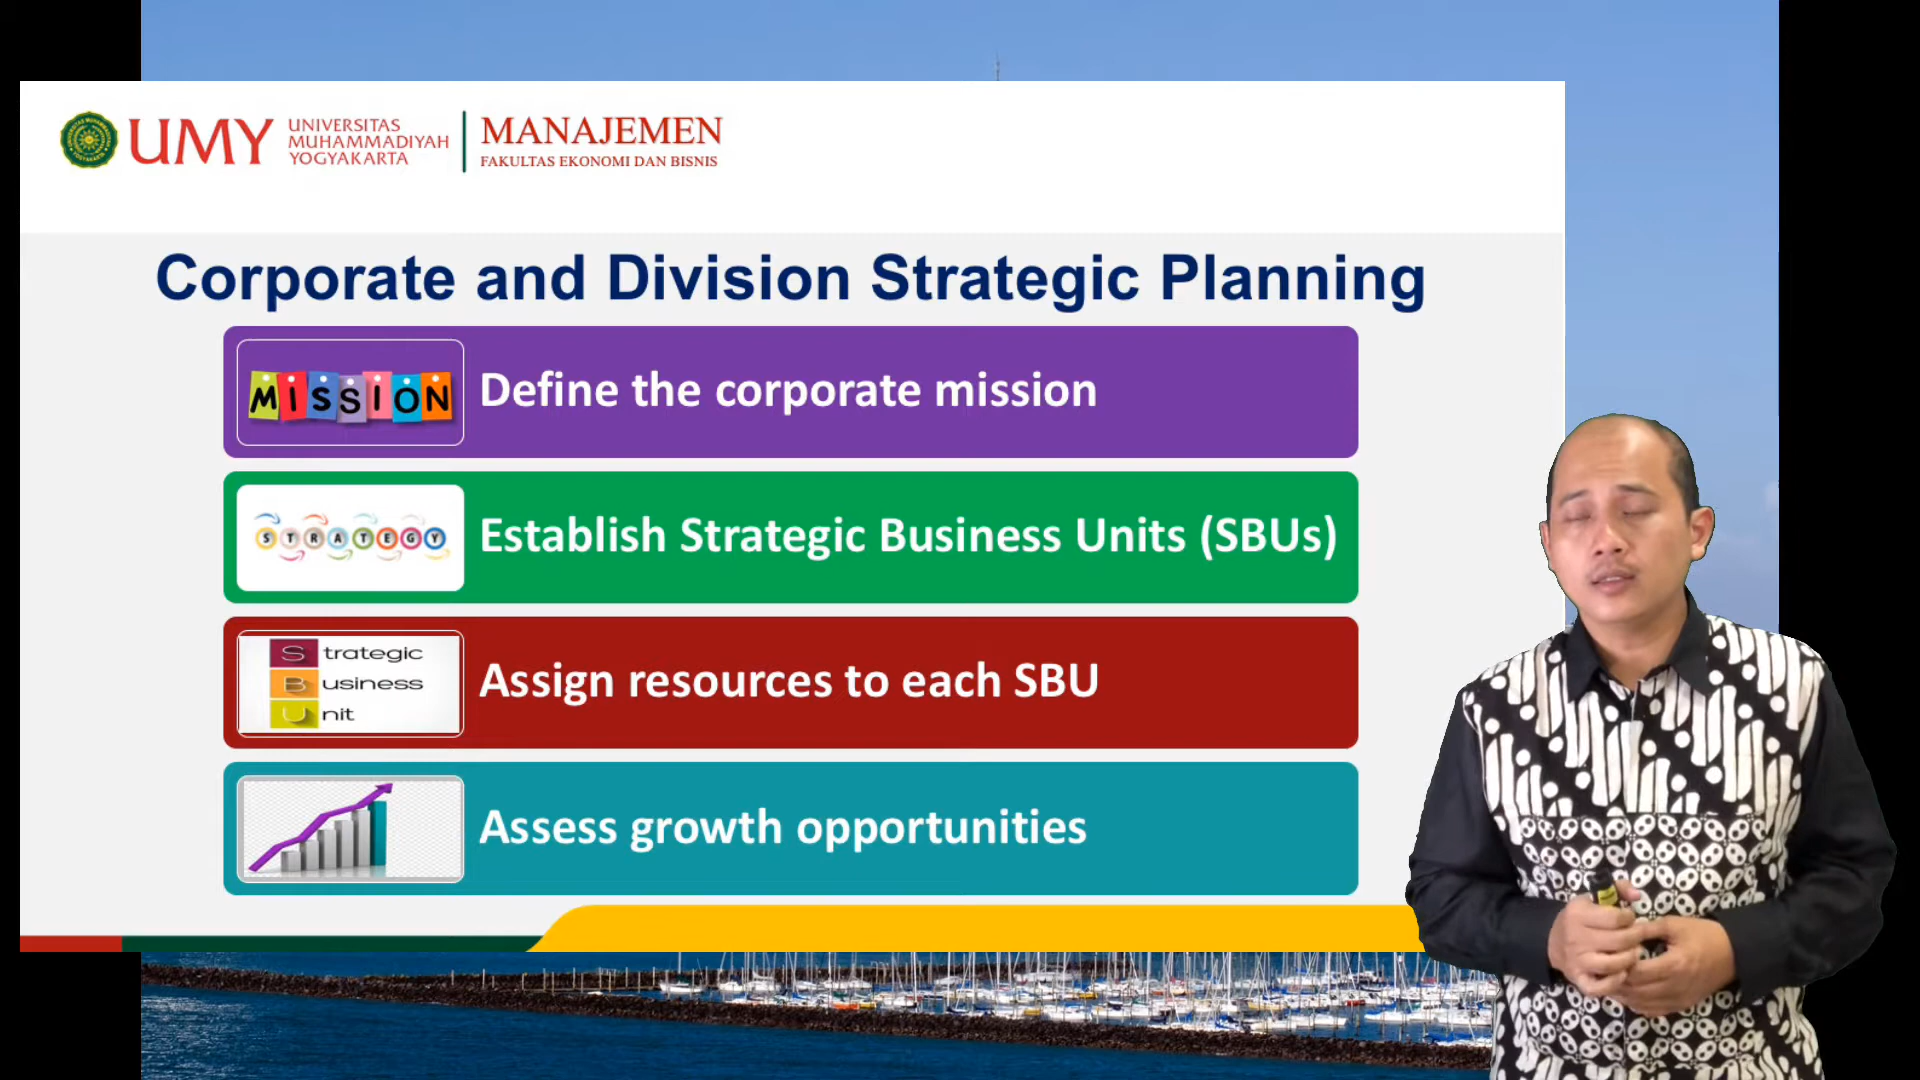 UMY
UNIVERSITAS
MUHAMMADIYAH
YOGYAKARTA
MANAJEMEN
FAKULTAS EKONOMI DAN BISNIS
Corporate and Division Strategic Planning
MISSION
Define the corporate mission
STRATEGY
Establish Strategic Business Units (SBUs)
Strategic
Business
Unit
Assign resources to each SBU
Assess growth opportunities